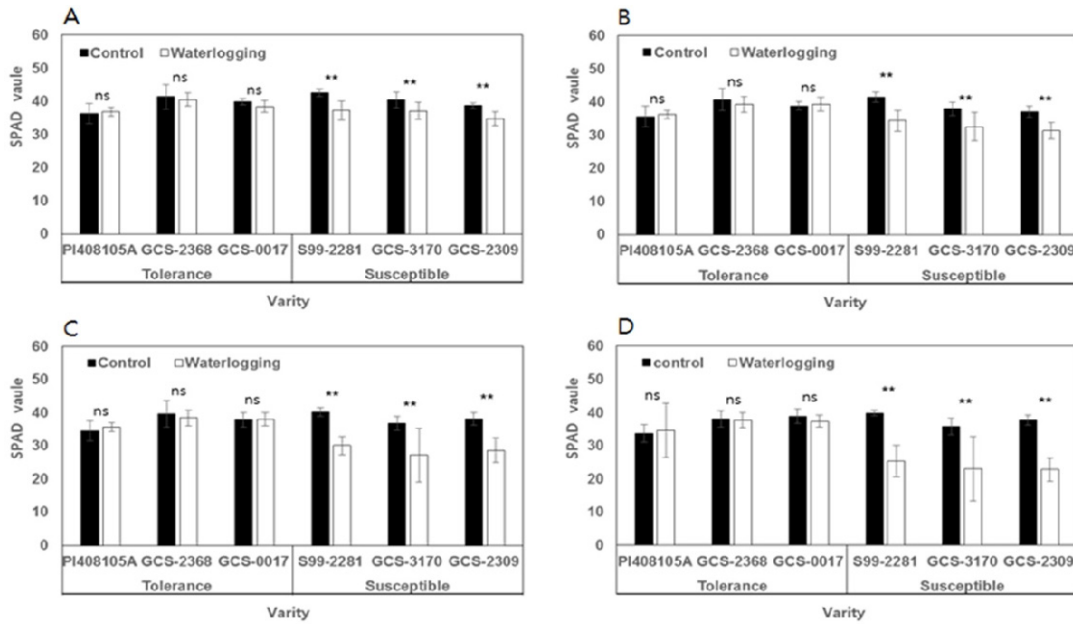 A
SPAD vaule
60
50
40
30
20
10
0
■Control □Waterlogging
ns
ns
ns
**
**
**
PI408105A GCS-2368 GCS-0017 S99-2281 GCS-3170 GCS-2309
Tolerance Susceptible
Varity
B
SPAD vaule
60
50
40
30
20
10
0
■Control □Waterlogging
ns
ns
ns
**
**
**
PI408105A GCS-2368 GCS-0017 S99-2281 GCS-3170 GCS-2309
Tolerance Susceptible
Varity
C
SPAD vaule
60
50
40
30
20
10
0
■Control □Waterlogging
ns
ns
ns
**
**
**
PI408105A GCS-2368 GCS-0017 S99-2281 GCS-3170 GCS-2309
Tolerance Susceptible
Varity
D
SPAD vaule
60
50
40
30
20
10
0
■control □Waterlogging
ns
ns
ns
**
**
**
PI408105A GCS-2368 GCS-0017 S99-2281 GCS-3170 GCS-2309
Tolerance Susceptible
Varity